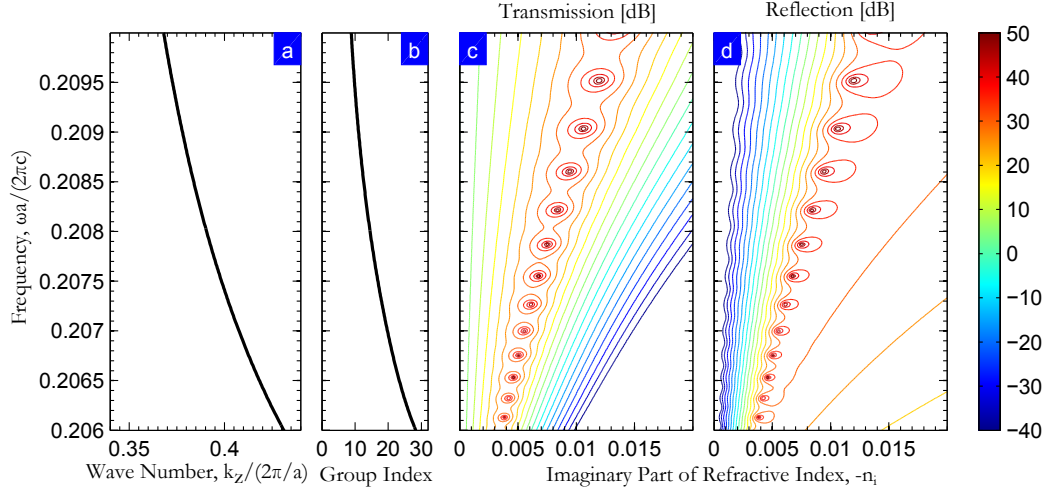 Transmission [dB]
Reflection [dB]
a
b
c
d
Frequency, ωa/(2πc)
0.2095
0.209
0.2085
0.208
0.2075
0.207
0.2065
0.206
0.35 0.4
0 10 20 30
0 0.005 0.01 0.015
0 0.005 0.01 0.015
Wave Number, kz/(2π/a)
Group Index
Imaginary Part of Refractive Index, -ni
50
40
30
20
10
0
−10
−20
−30
−40